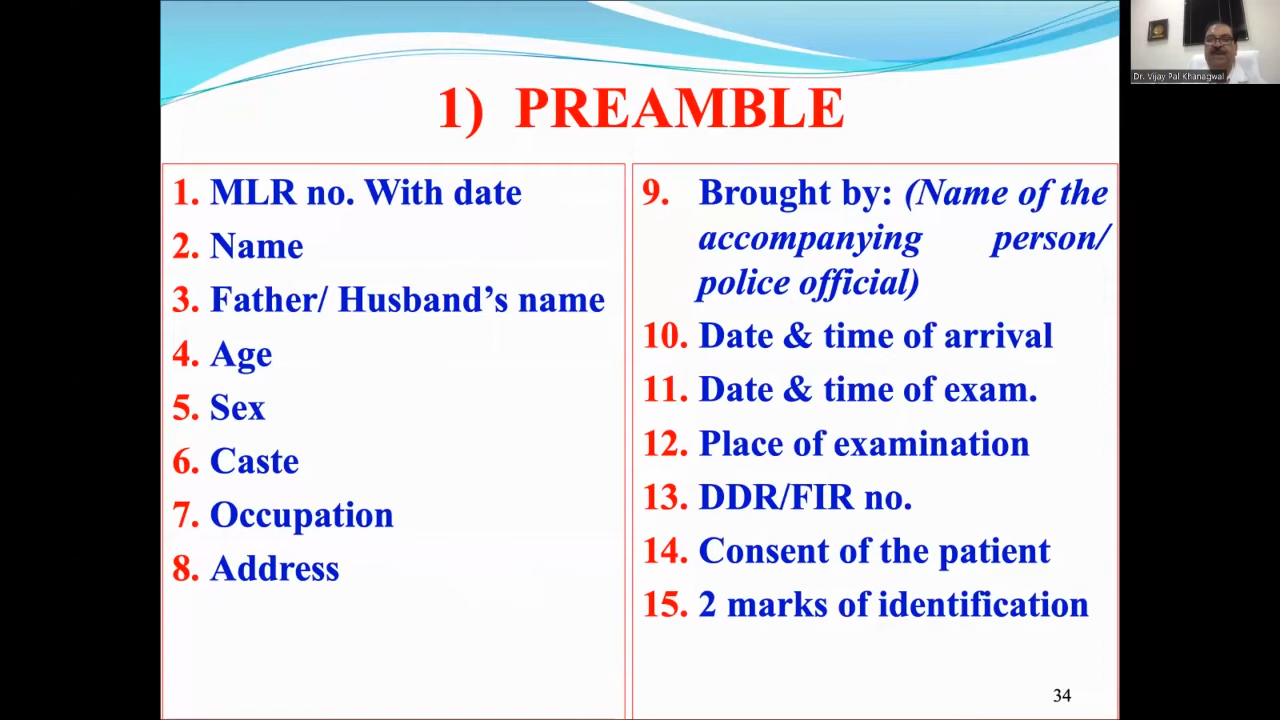 1) PREAMBLE
1. MLR no. With date
2. Name
3. Father/ Husband’s name
4. Age
5. Sex
6. Caste
7. Occupation
8. Address
9. Brought by: (Name of the
accompanying person/
police official)
10. Date & time of arrival
11. Date & time of exam.
12. Place of examination
13. DDR/FIR no.
14. Consent of the patient
15. 2 marks of identification
34
Dr. Vijay Pal Khanagwal